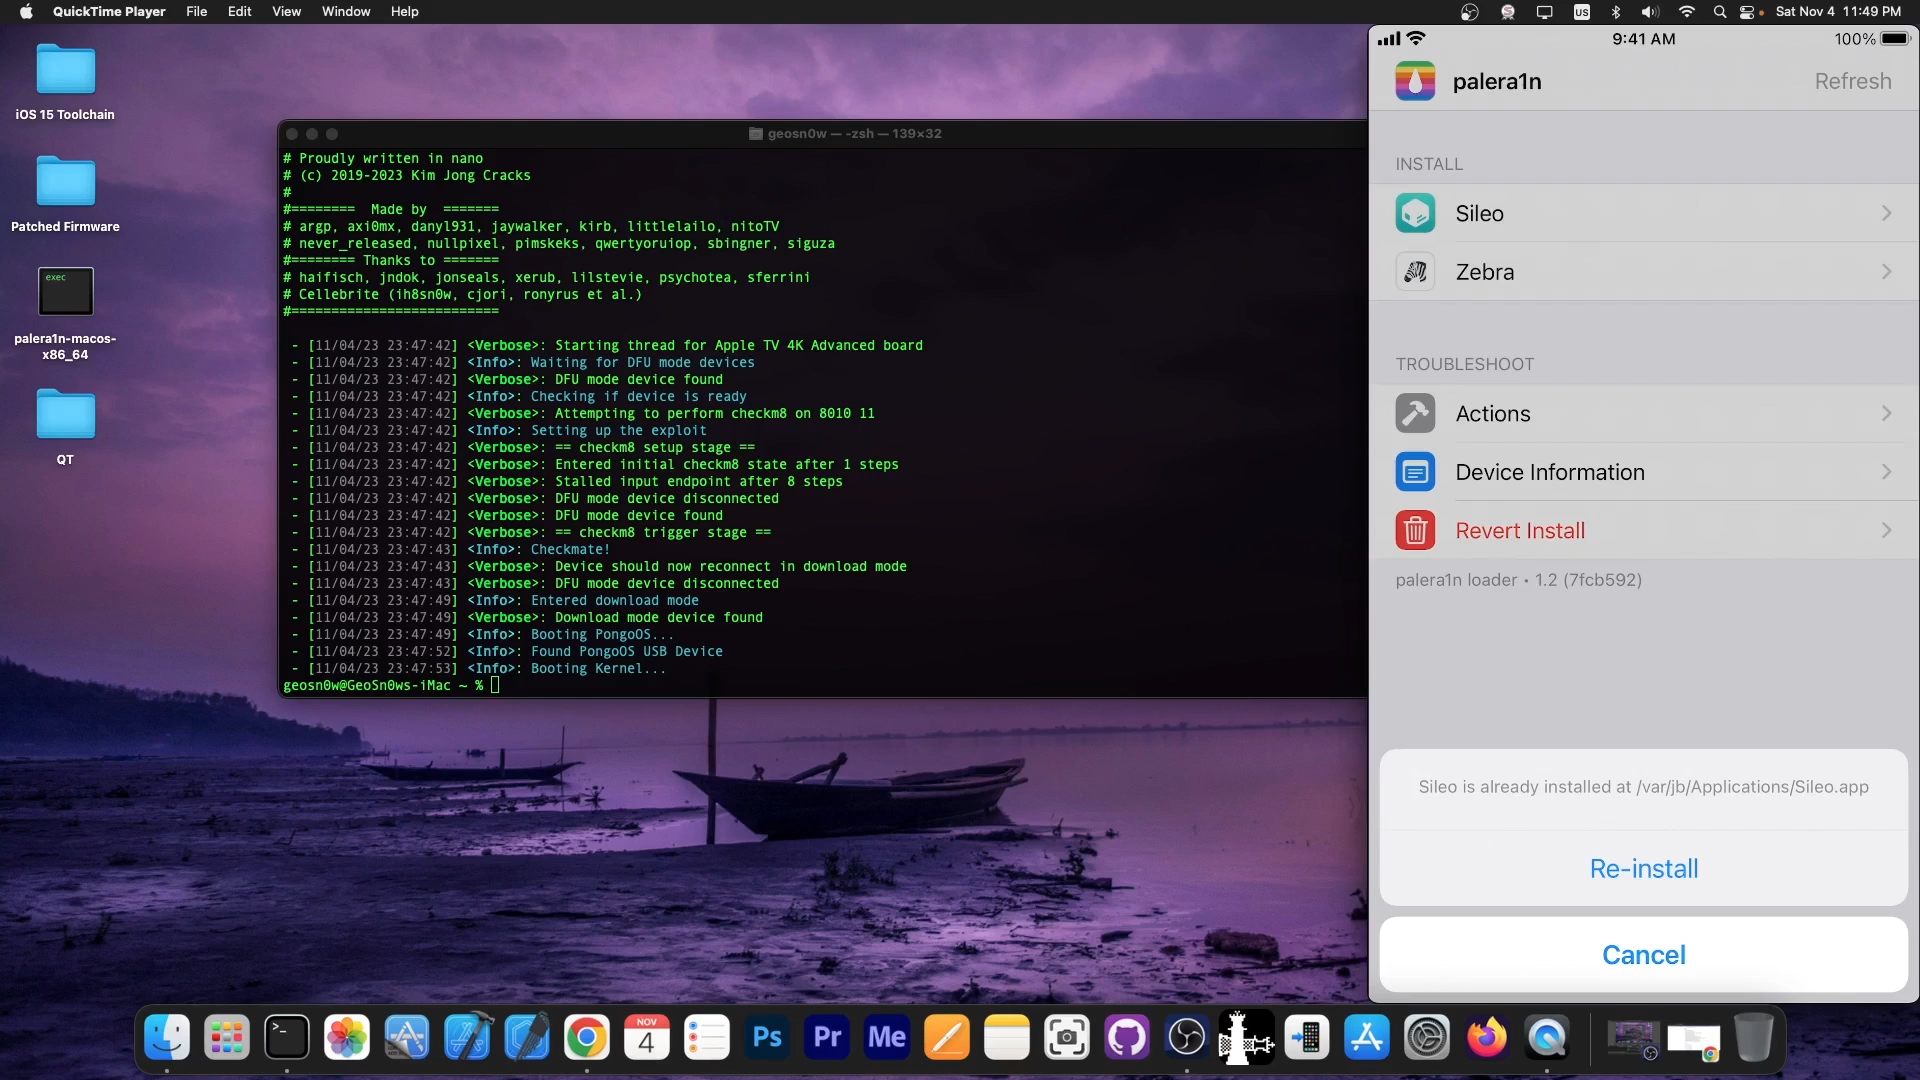 QuickTime Player File Edit View Window Help
US
Sat Nov 4 11:49 PM
iOS 15 Toolchain
Patched Firmware
exec
palera1n-macos-
x86_64
QT
geosn0w — -zsh — 139×32
# Proudly written in nano
# (c) 2019-2023 Kim Jong Cracks
#
#======== Made by =======
# argp, axi0mx, danyl931, jaywalker, kirb, littlelailo, nitoTV
# never_released, nullpixel, pimskeks, qwertyoruiop, sbingner, siguza
#======== Thanks to =======
# haifisch, jndok, jonseals, xerub, lilstevie, psychotea, sferrini
# Cellebrite (ih8sn0w, cjori, ronyrus et al.)
#==========================
- [11/04/23 23:47:42] <Verbose>: Starting thread for Apple TV 4K Advanced board
- [11/04/23 23:47:42] <Info>: Waiting for DFU mode devices
- [11/04/23 23:47:42] <Verbose>: DFU mode device found
- [11/04/23 23:47:42] <Info>: Checking if device is ready
- [11/04/23 23:47:42] <Verbose>: Attempting to perform checkm8 on 8010 11
- [11/04/23 23:47:42] <Info>: Setting up the exploit
- [11/04/23 23:47:42] <Verbose>: == checkm8 setup stage ==
- [11/04/23 23:47:42] <Verbose>: Entered initial checkm8 state after 1 steps
- [11/04/23 23:47:42] <Verbose>: Stalled input endpoint after 8 steps
- [11/04/23 23:47:42] <Verbose>: DFU mode device disconnected
- [11/04/23 23:47:42] <Verbose>: DFU mode device found
- [11/04/23 23:47:42] <Verbose>: == checkm8 trigger stage ==
- [11/04/23 23:47:43] <Info>: Checkmate!
- [11/04/23 23:47:43] <Verbose>: Device should now reconnect in download mode
- [11/04/23 23:47:43] <Verbose>: DFU mode device disconnected
- [11/04/23 23:47:49] <Info>: Entered download mode
- [11/04/23 23:47:49] <Verbose>: Download mode device found
- [11/04/23 23:47:49] <Info>: Booting PongoOS...
- [11/04/23 23:47:52] <Info>: Found PongoOS USB Device
- [11/04/23 23:47:53] <Info>: Booting Kernel...
geosn0w@GeoSn0ws-iMac ~ %
9:41 AM
100%
palera1n
Refresh
INSTALL
Sileo
Zebra
TROUBLESHOOT
Actions
Device Information
Revert Install
palera1n loader • 1.2 (7fcb592)
Sileo is already installed at /var/jb/Applications/Sileo.app
Re-install
Cancel
>_
NOV
4
Ps
Pr
Me